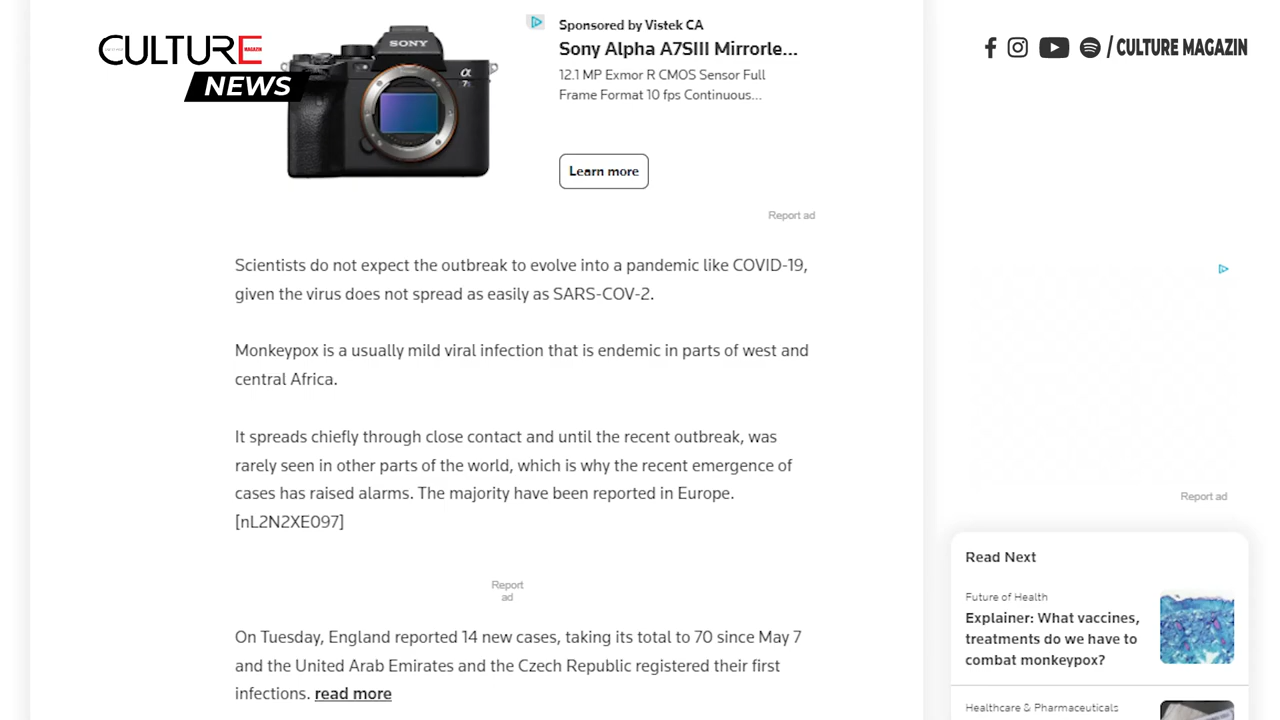 CULTURE
MAGAZIN
NEWS
SONY
α
7S
Sponsored by Vistek CA
Sony Alpha A7SIII Mirrorle...
12.1 MP Exmor R CMOS Sensor Full
Frame Format 10 fps Continuous...
Learn more
Report ad
/ CULTURE MAGAZIN
Scientists do not expect the outbreak to evolve into a pandemic like COVID-19,
given the virus does not spread as easily as SARS-COV-2.
Monkeypox is a usually mild viral infection that is endemic in parts of west and
central Africa.
It spreads chiefly through close contact and until the recent outbreak, was
rarely seen in other parts of the world, which is why the recent emergence of
cases has raised alarms. The majority have been reported in Europe.
[nL2N2XE097]
Report
ad
On Tuesday, England reported 14 new cases, taking its total to 70 since May 7
and the United Arab Emirates and the Czech Republic registered their first
infections. read more
Report ad
Read Next
Future of Health
Explainer: What vaccines,
treatments do we have to
combat monkeypox?
Healthcare & Pharmaceuticals